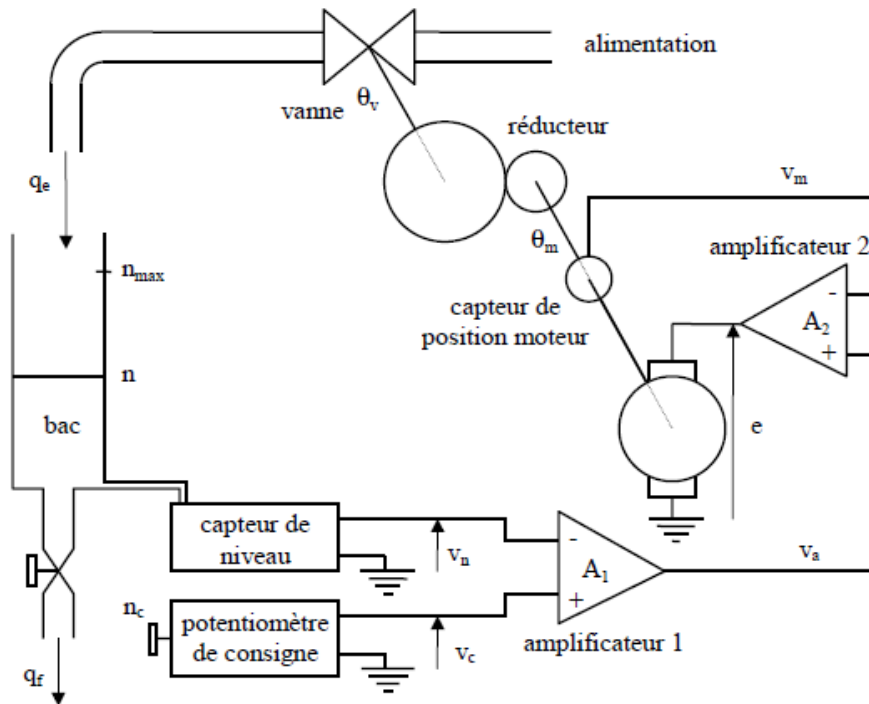 alimentation
θv
vanne
réducteur
qe
vm
θm
nmax
amplificateur 2
capteur de
position moteur
-
A2
+
n
bac
e
capteur de
niveau
vn
-
A1
+
va
nc
potentiomètre
de consigne
vc
amplificateur 1
qf